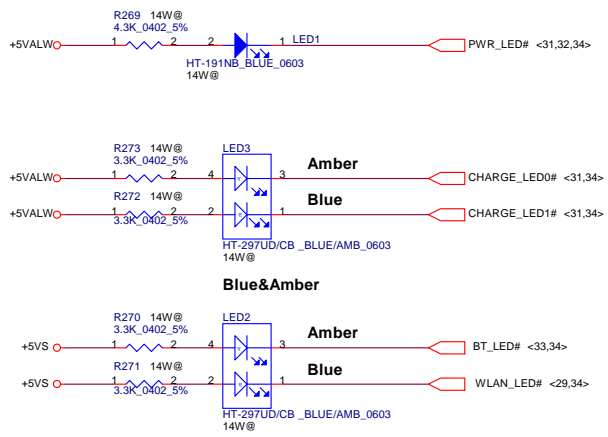 R269 14W@
4.3K_0402_5%
+5VALW 1 2 2 1 LED1 PWR_LED# <31,32,34>
HT-191NB_BLUE_0603
14W@
R273 14W@ LED3
3.3K_0402_5% Amber
+5VALW 1 2 4 3 CHARGE_LED0# <31,34>
R272 14W@ Blue
+5VALW 1 2 2 1 CHARGE_LED1# <31,34>
3.3K_0402_5%
HT-297UD/CB _BLUE/AMB_0603
14W@
Blue&Amber
R270 14W@ LED2
3.3K_0402_5% Amber
+5VS 1 2 4 3 BT_LED# <33,34>
R271 14W@ Blue
+5VS 1 2 2 1 WLAN_LED# <29,34>
3.3K_0402_5%
HT-297UD/CB _BLUE/AMB_0603
14W@